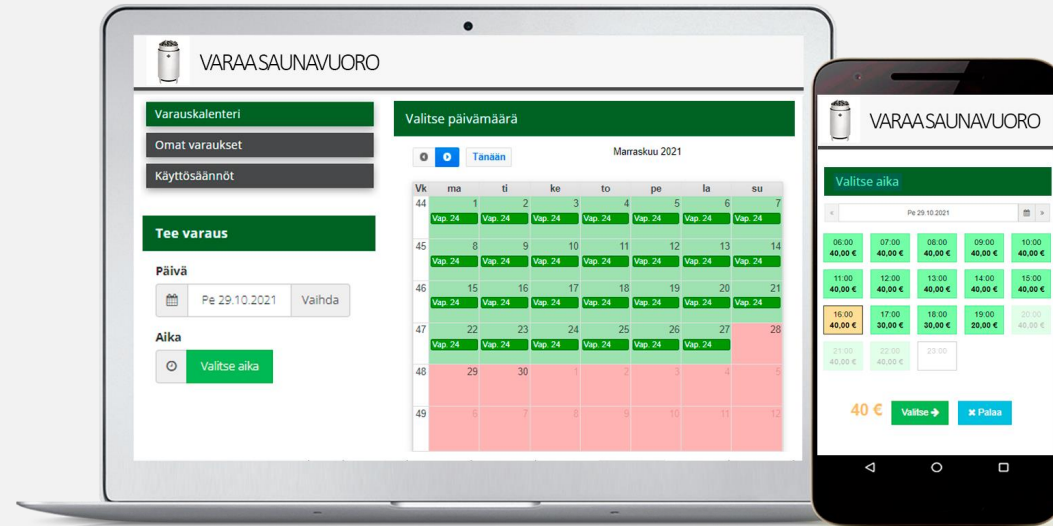 VARAA SAUNAVUORO
Varauskalenteri
Omat varaukset
Käyttösäännöt
Tee varaus
Päivä
Pe 29.10.2021 Vaihda
Aika
Valitse aika
Valitse päivämäärä
Tänään
Marraskuu 2021
Vk ma ti ke to pe la su
44 1 2 3 4 5 6 7
Vap. 24 Vap. 24 Vap. 24 Vap. 24 Vap. 24 Vap. 24 Vap. 24
45 8 9 10 11 12 13 14
Vap. 24 Vap. 24 Vap. 24 Vap. 24 Vap. 24 Vap. 24 Vap. 24
46 15 16 17 18 19 20 21
Vap. 24 Vap. 24 Vap. 24 Vap. 24 Vap. 24 Vap. 24 Vap. 24
47 22 23 24 25 26 27 28
Vap. 24 Vap. 24 Vap. 24 Vap. 24 Vap. 24 Vap. 24
48 29 30 1 2 3 4 5
49 6 7 8 9 10 11 12
VARAA SAUNAVUORO
Valitse aika
« Pe 29.10.2021 »
06:00 07:00 08:00 09:00 10:00
40,00 € 40,00 € 40,00 € 40,00 € 40,00 €
11:00 12:00 13:00 14:00 15:00
40,00 € 40,00 € 40,00 € 40,00 € 40,00 €
16:00 17:00 18:00 19:00 20:00
40,00 € 30,00 € 30,00 € 20,00 € 40,00 €
21:00 22:00 23:00
40,00 € 40,00 €
40 € Valitse Palaa